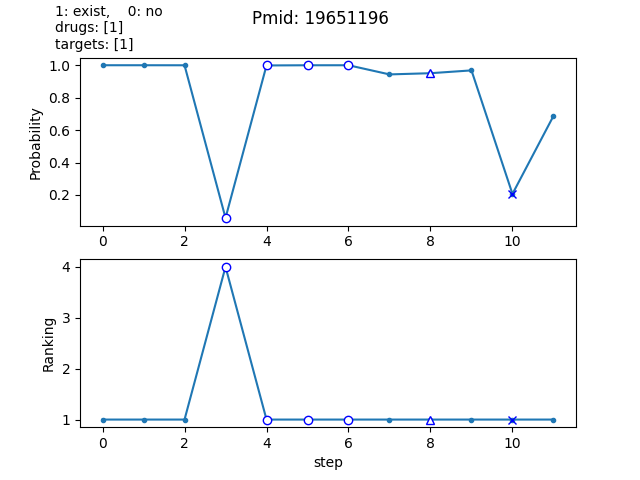 1: exist,    0: no
drugs: [1]
targets: [1]
Pmid: 19651196
Probability
1.0
0.8
0.6
0.4
0.2
0 2 4 6 8 10
Ranking
4
3
2
1
0 2 4 6 8 10
step